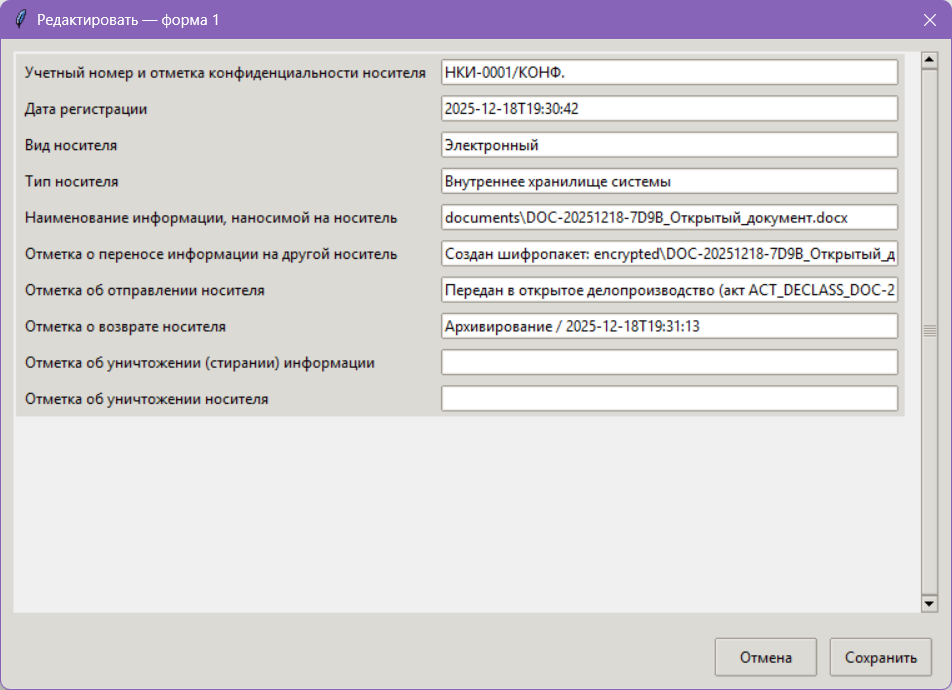 Редактировать — форма 1
Учетный номер и отметка конфиденциальности носителя НКИ-0001/КОНФ.
Дата регистрации 2025-12-18T19:30:42
Вид носителя Электронный
Тип носителя Внутреннее хранилище системы
Наименование информации, наносимой на носитель documents\DOC-20251218-7D9B_Открытый_документ.docx
Отметка о переносе информации на другой носитель Создан шифропакет: encrypted\DOC-20251218-7D9B_Открытый_д
Отметка об отправлении носителя Передан в открытое делопроизводство (акт ACT_DECLASS_DOC-2
Отметка о возврате носителя Архивирование / 2025-12-18T19:31:13
Отметка об уничтожении (стирании) информации
Отметка об уничтожении носителя
Отмена Сохранить